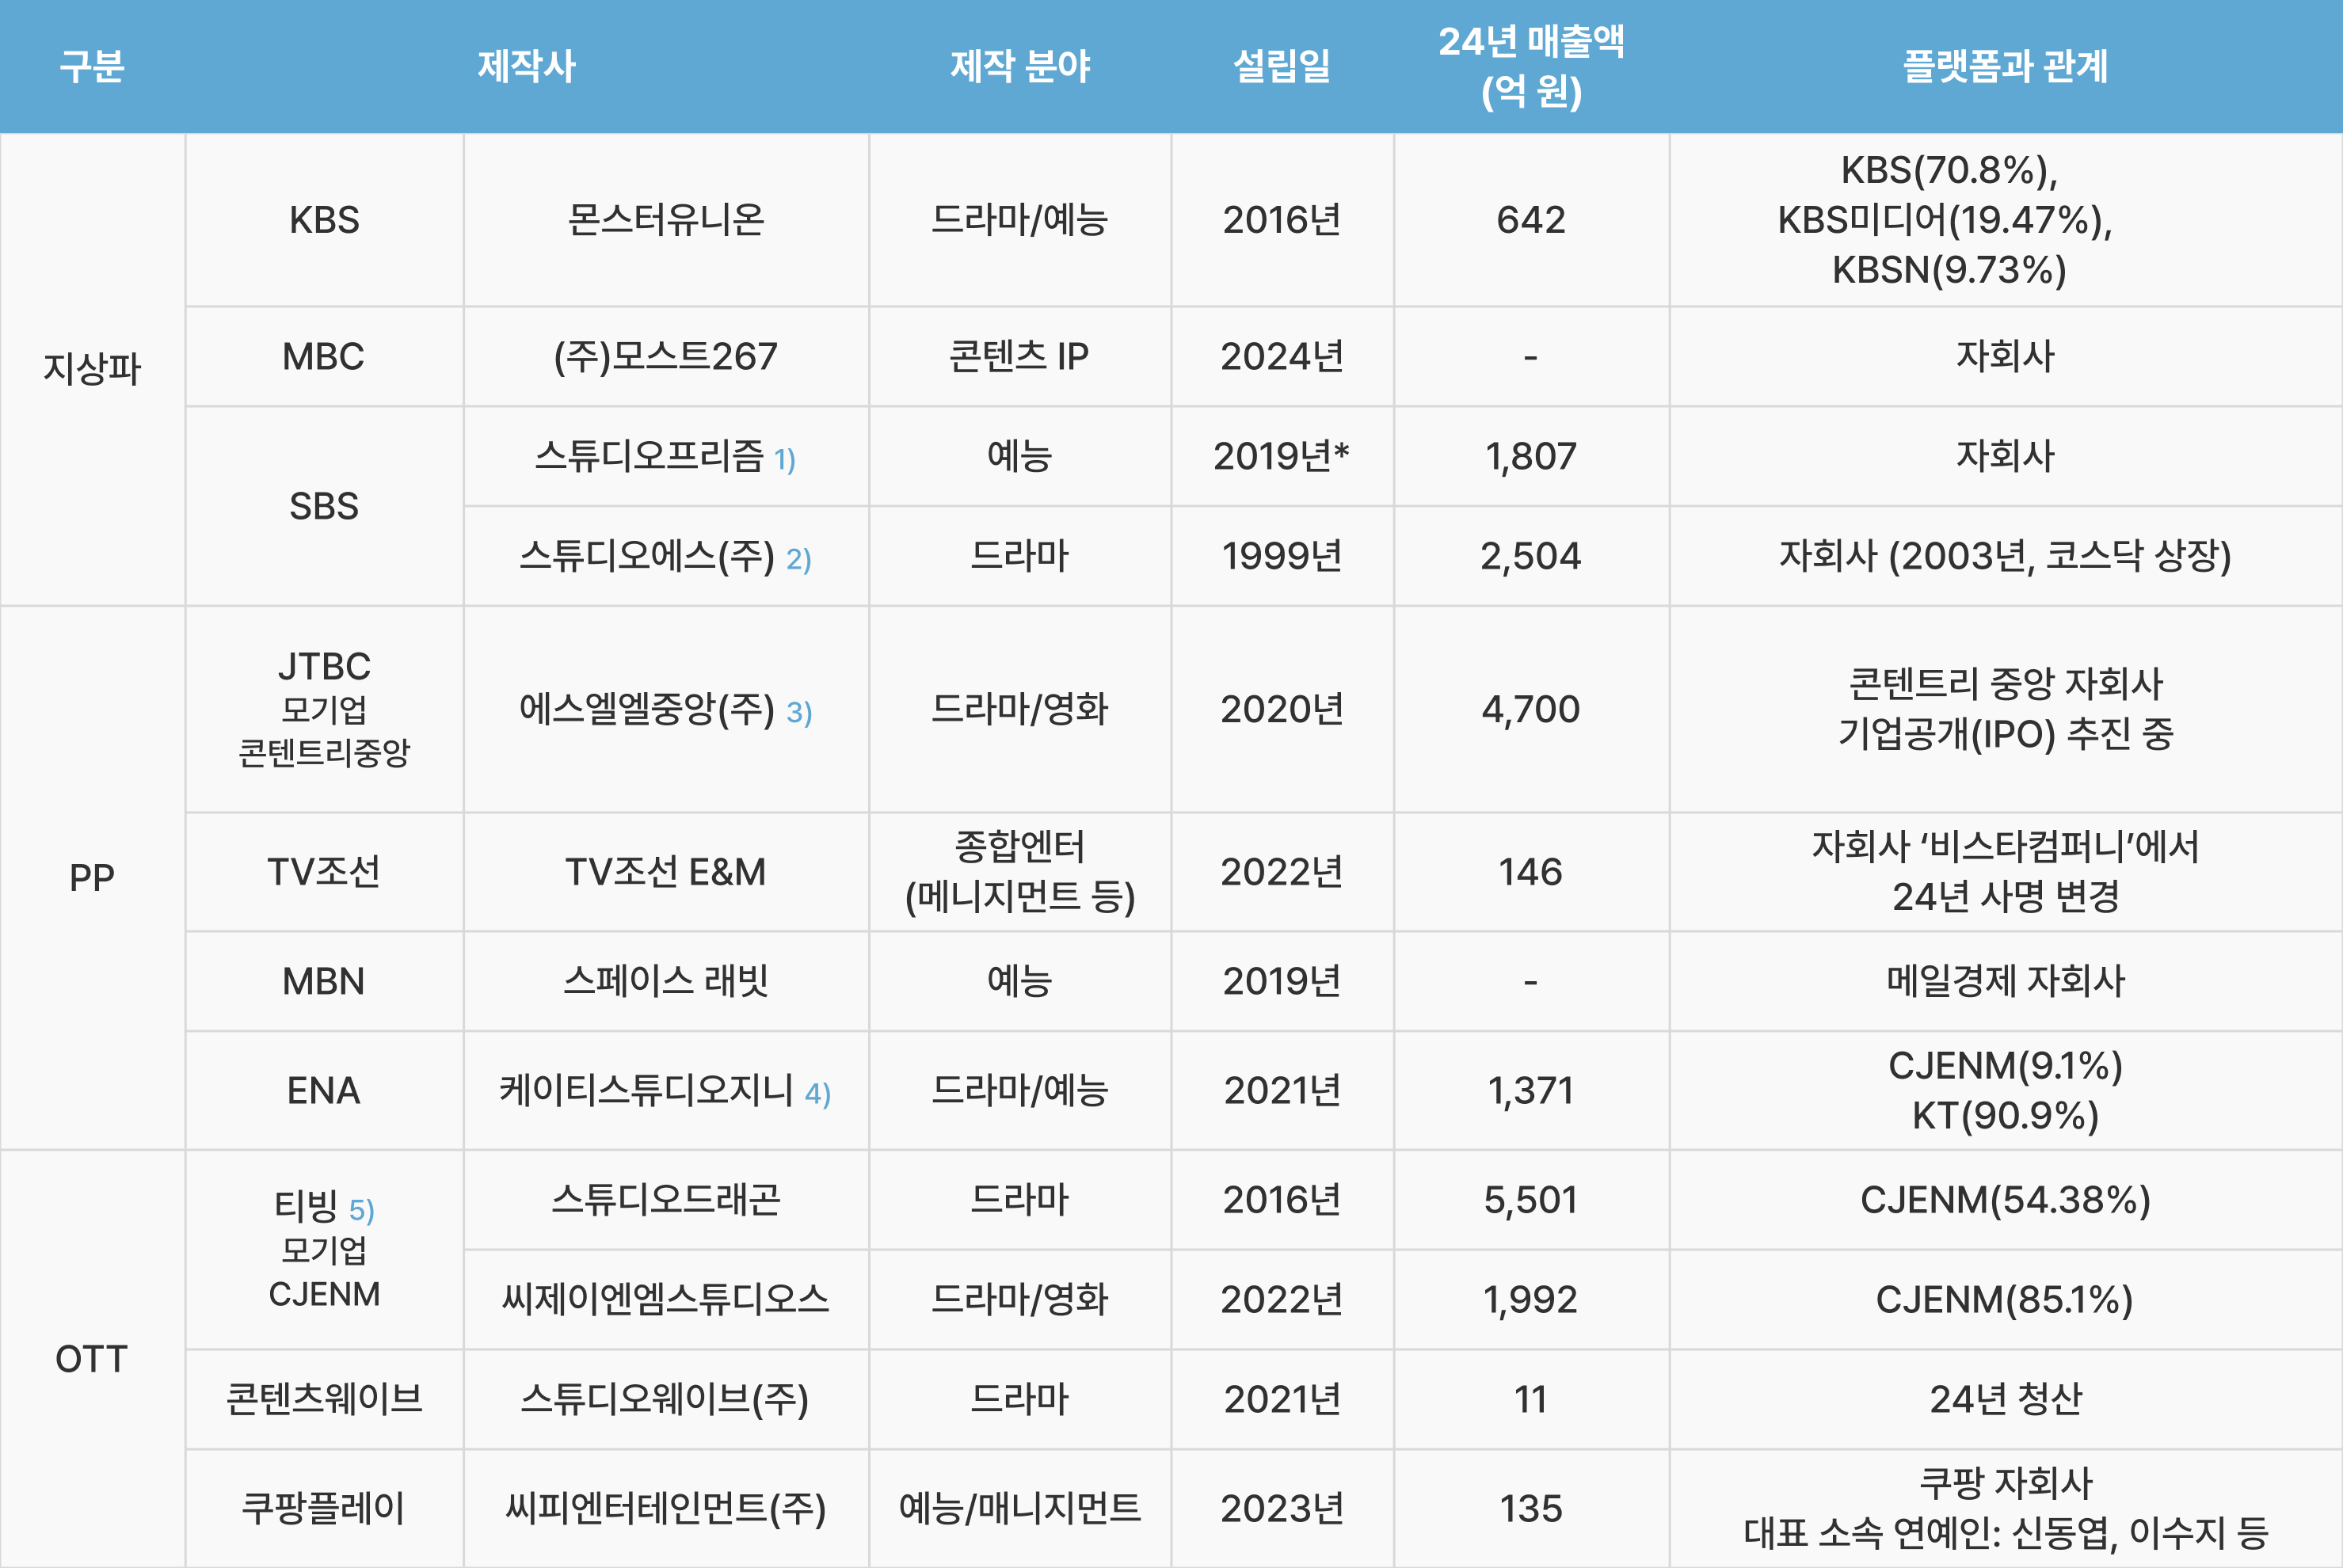 구분
제작사
제작 분야
설립일
24년 매출액
(억 원)
플랫폼과 관계
지상파
KBS
몬스터유니온
드라마/예능
2016년
642
KBS(70.8%),
KBS미디어(19.47%),
KBSN(9.73%)
MBC
(주)모스트267
콘텐츠 IP
2024년
-
자회사
SBS
스튜디오프리즘 1)
예능
2019년*
1,807
자회사
스튜디오에스(주) 2)
드라마
1999년
2,504
자회사 (2003년, 코스닥 상장)
PP
JTBC
모기업
콘텐트리중앙
에스엘엘중앙(주) 3)
드라마/영화
2020년
4,700
콘텐트리 중앙 자회사
기업공개(IPO) 추진 중
TV조선
TV조선 E&M
종합엔터
(메니지먼트 등)
2022년
146
자회사 ‘비스타컴퍼니’에서
24년 사명 변경
MBN
스페이스 래빗
예능
2019년
-
매일경제 자회사
ENA
케이티스튜디오지니 4)
드라마/예능
2021년
1,371
CJENM(9.1%)
KT(90.9%)
OTT
티빙 5)
모기업
CJENM
스튜디오드래곤
드라마
2016년
5,501
CJENM(54.38%)
씨제이엔엠스튜디오스
드라마/영화
2022년
1,992
CJENM(85.1%)
콘텐츠웨이브
스튜디오웨이브(주)
드라마
2021년
11
24년 청산
쿠팡플레이
씨피엔터테인먼트(주)
예능/매니지먼트
2023년
135
쿠팡 자회사
대표 소속 연예인: 신동엽, 이수지 등